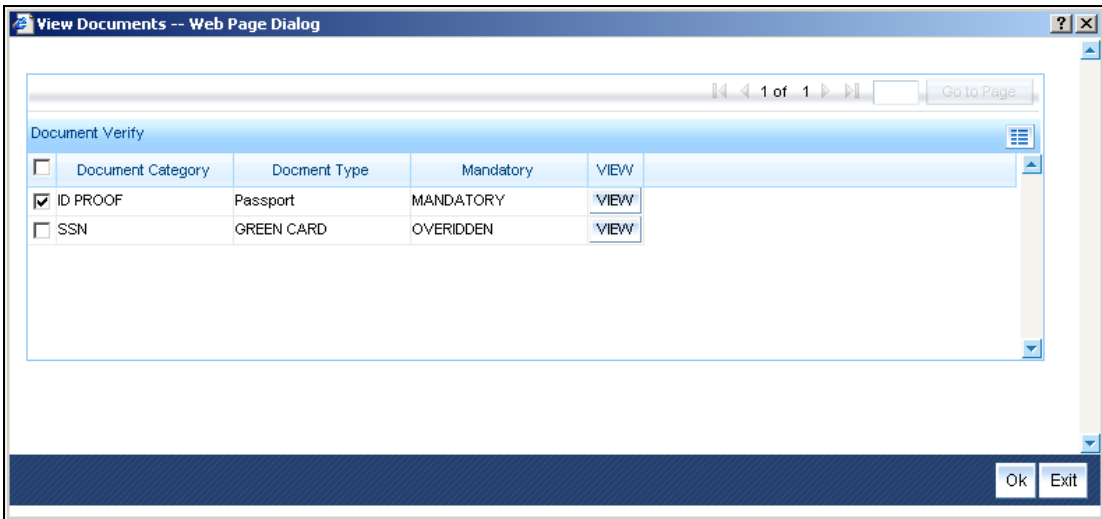 View Documents -- Web Page Dialog
1 of 1 Go to Page
Document Verify
Document Category Docment Type Mandatory VIEW
ID PROOF Passport MANDATORY VIEW
SSN GREEN CARD OVERIDDEN VIEW
Ok Exit